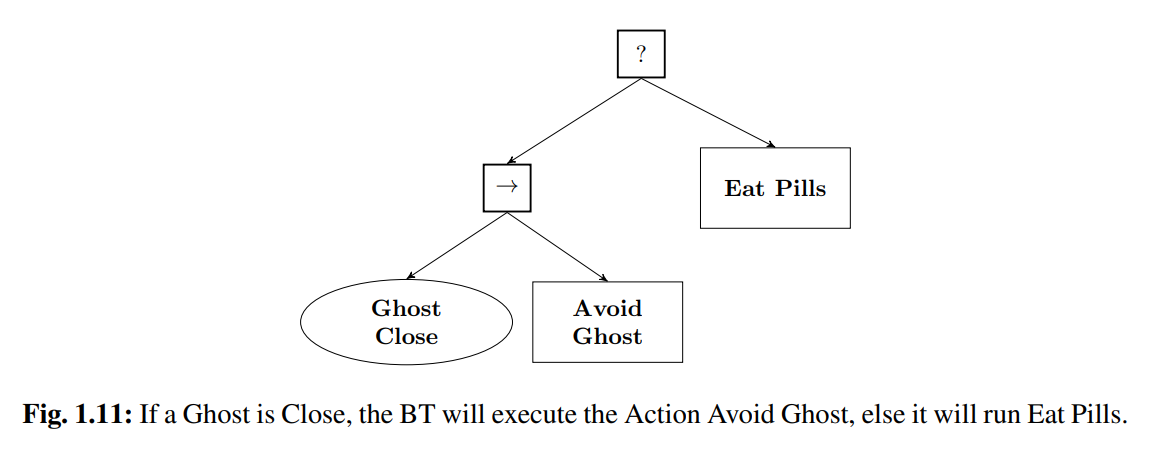 ?
→
Eat Pills
Ghost
Close
Avoid
Ghost
Fig. 1.11: If a Ghost is Close, the BT will execute the Action Avoid Ghost, else it will run Eat Pills.